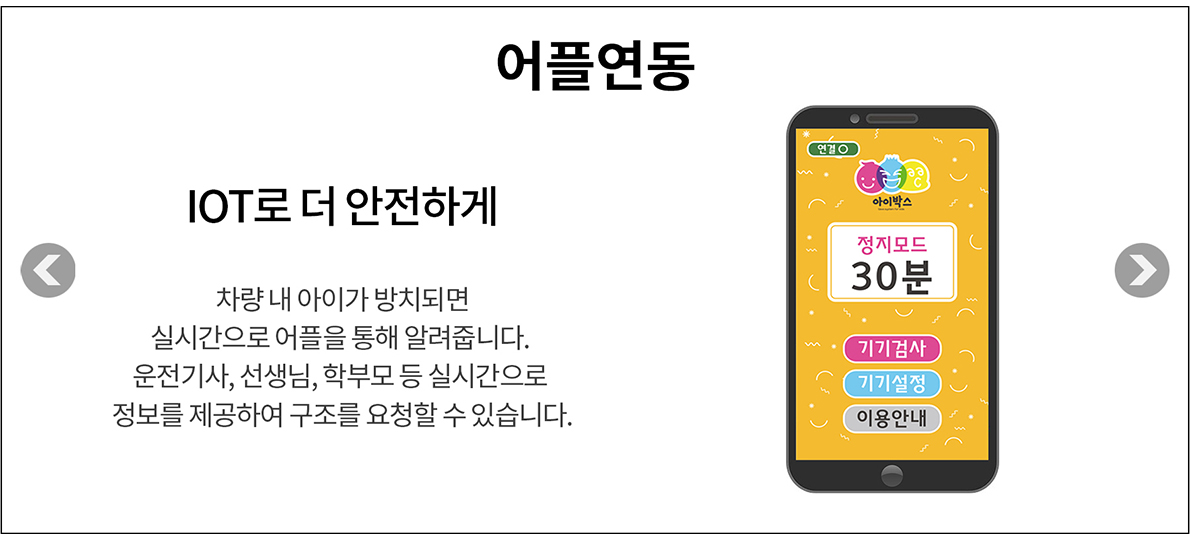 어플연동
IOT로 더 안전하게
차량 내 아이가 방치되면
실시간으로 어플을 통해 알려줍니다.
운전기사, 선생님, 학부모 등 실시간으로
정보를 제공하여 구조를 요청할 수 있습니다.
연결
아이박스
정지모드
30분
기기검사
기기설정
이용안내